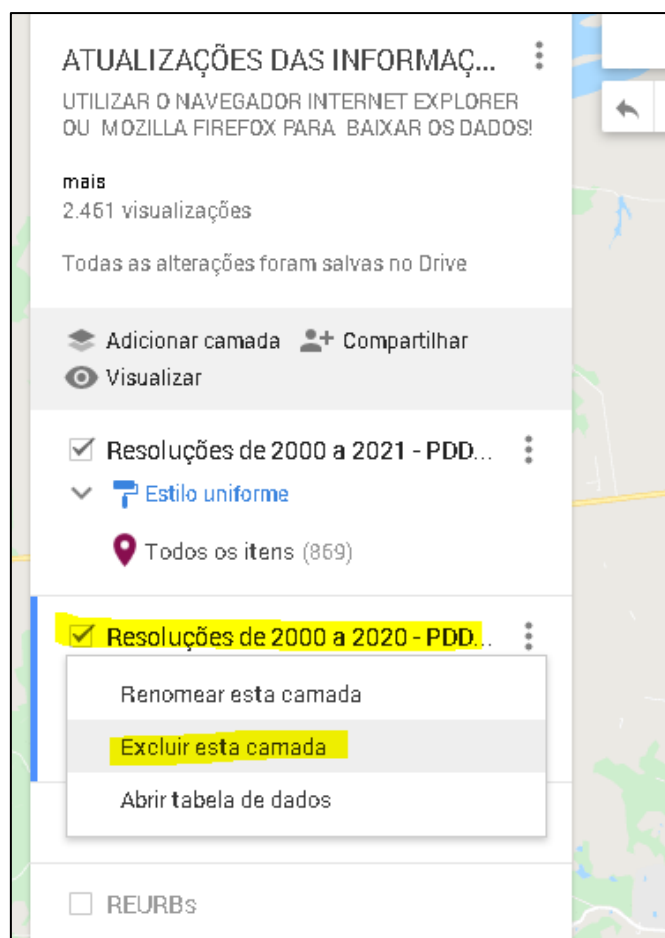 ATUALIZAÇÕES DAS INFORMAÇ...
UTILIZAR O NAVEGADOR INTERNET EXPLORER
OU MOZILLA FIREFOX PARA BAIXAR OS DADOS!
mais
2.461 visualizações
Todas as alterações foram salvas no Drive
Adicionar camada Compartilhar
Visualizar
Resoluções de 2000 a 2021 - PDD...
Estilo uniforme
Todos os itens (869)
Resoluções de 2000 a 2020 - PDD...
Renomear esta camada
Excluir esta camada
Abrir tabela de dados
REURBs